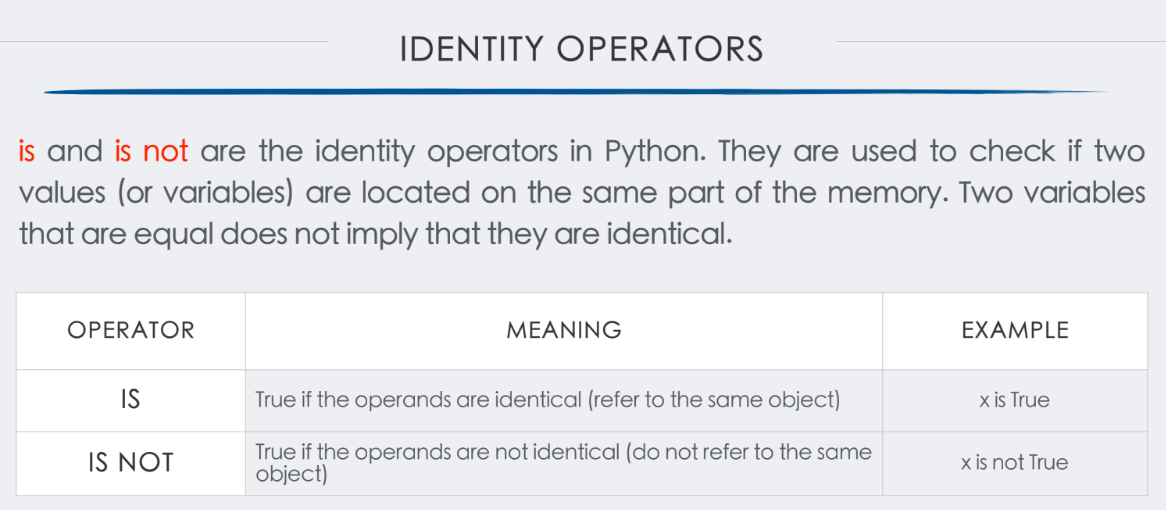 IDENTITY OPERATORS
is and is not are the identity operators in Python. They are used to check if two
values (or variables) are located on the same part of the memory. Two variables
that are equal does not imply that they are identical.
OPERATOR MEANING EXAMPLE
IS True if the operands are identical (refer to the same object) x is True
IS NOT True if the operands are not identical (do not refer to the same
object) x is not True